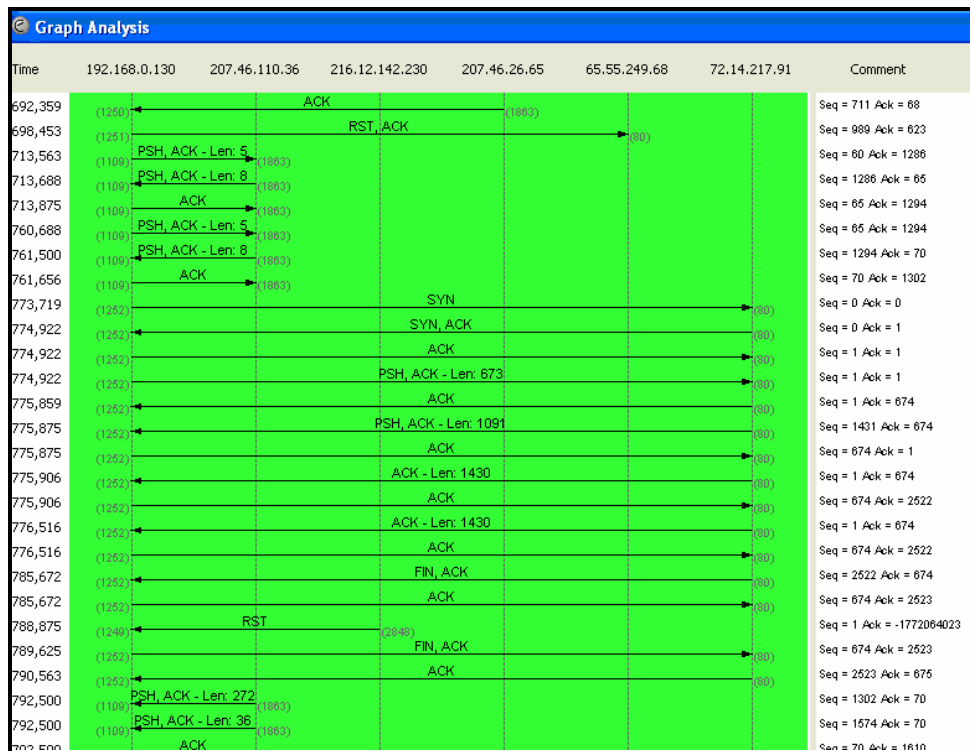 Graph Analysis
Time 192.168.0.130 207.46.110.36 216.12.142.230 207.46.26.65 65.55.249.68 72.14.217.91 Comment
692,359 (1250) ACK (1863) Seq = 711 Ack = 68
698,453 (1251) RST, ACK (80) Seq = 989 Ack = 623
713,563 (1109) PSH, ACK - Len: 5 (1863) Seq = 60 Ack = 1286
713,688 (1109) PSH, ACK - Len: 8 (1863) Seq = 1286 Ack = 65
713,875 (1109) ACK (1863) Seq = 65 Ack = 1294
760,688 (1109) PSH, ACK - Len: 5 (1863) Seq = 65 Ack = 1294
761,500 (1109) PSH, ACK - Len: 8 (1863) Seq = 1294 Ack = 70
761,656 (1109) ACK (1863) Seq = 70 Ack = 1302
773,719 (1252) SYN (80) Seq = 0 Ack = 0
774,922 (1252) SYN, ACK (80) Seq = 0 Ack = 1
774,922 (1252) ACK (80) Seq = 1 Ack = 1
774,922 (1252) PSH, ACK - Len: 673 (80) Seq = 1 Ack = 1
775,859 (1252) ACK (80) Seq = 1 Ack = 674
775,875 (1252) PSH, ACK - Len: 1091 (80) Seq = 1431 Ack = 674
775,875 (1252) ACK (80) Seq = 674 Ack = 1
775,906 (1252) ACK - Len: 1430 (80) Seq = 1 Ack = 674
775,906 (1252) ACK (80) Seq = 674 Ack = 2522
776,516 (1252) ACK - Len: 1430 (80) Seq = 1 Ack = 674
776,516 (1252) ACK (80) Seq = 674 Ack = 2522
785,672 (1252) FIN, ACK (80) Seq = 2522 Ack = 674
785,672 (1252) ACK (80) Seq = 674 Ack = 2523
788,875 (1249) RST (2848) Seq = 1 Ack = -1772064023
789,625 (1252) FIN, ACK (80) Seq = 674 Ack = 2523
790,563 (1252) ACK (80) Seq = 2523 Ack = 675
792,500 (1109) PSH, ACK - Len: 272 (1863) Seq = 1302 Ack = 70
792,500 (1109) PSH, ACK - Len: 36 (1863) Seq = 1574 Ack = 70
792,500 ACK Seq = 70 Ack = 1610